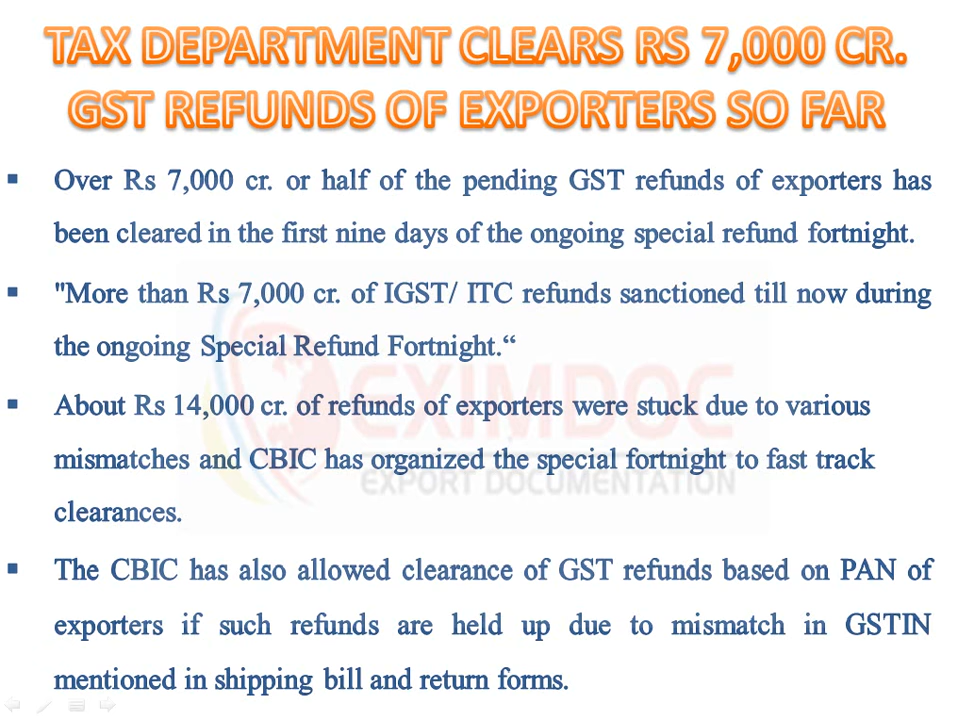 TAX DEPARTMENT CLEARS RS 7,000 CR.
GST REFUNDS OF EXPORTERS SO FAR
▪ Over Rs 7,000 cr. or half of the pending GST refunds of exporters has
been cleared in the first nine days of the ongoing special refund fortnight.
▪ "More than Rs 7,000 cr. of IGST/ ITC refunds sanctioned till now during
the ongoing Special Refund Fortnight.“
▪ About Rs 14,000 cr. of refunds of exporters were stuck due to various
mismatches and CBIC has organized the special fortnight to fast track
clearances.
▪ The CBIC has also allowed clearance of GST refunds based on PAN of
exporters if such refunds are held up due to mismatch in GSTIN
mentioned in shipping bill and return forms.
EXIMDOC
EXPORT DOCUMENTATION